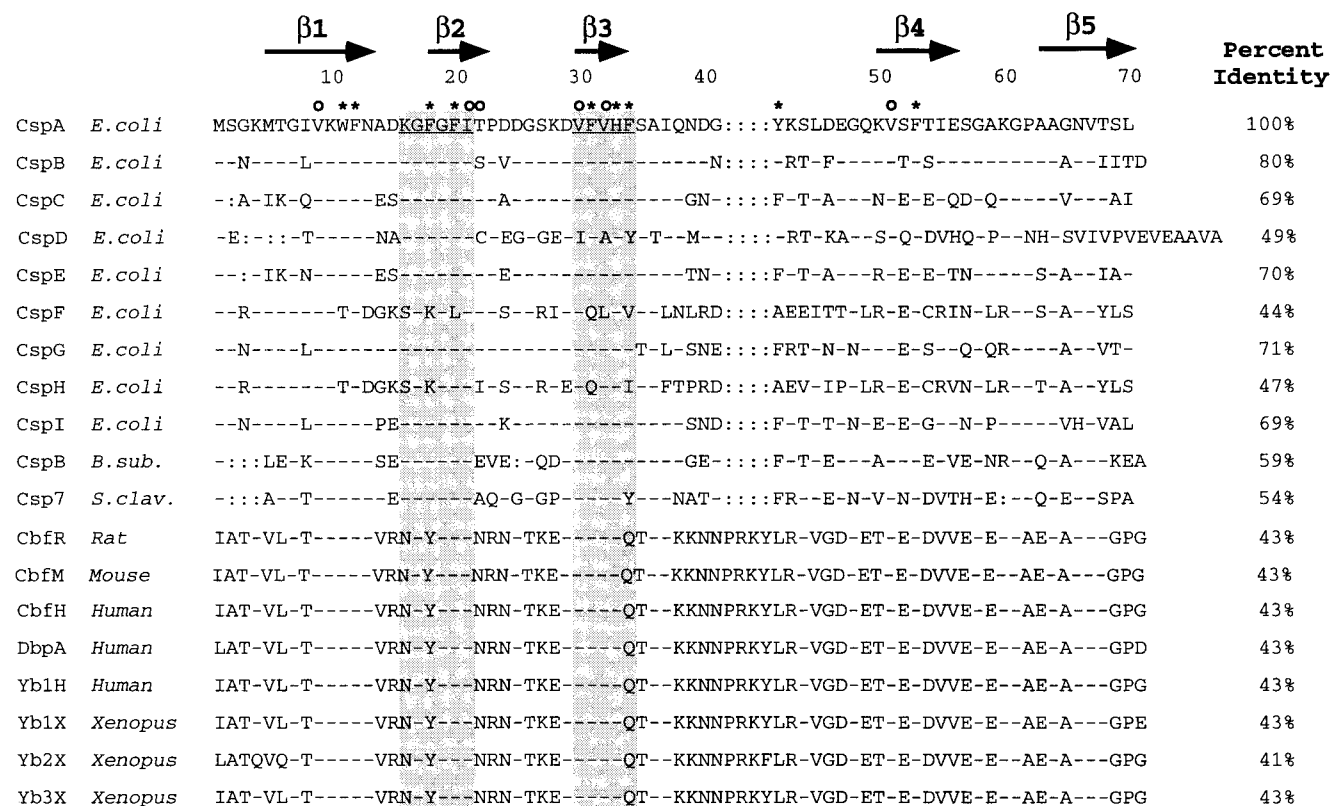 β1 β2 β3 β4 β5
Percent
10 20 30 40 50 60 70 Identity
o ** * * oo o*o** * o *
CspA E.coli MSGKMTGIVKWFNADKGFGFITPDDGSKDVFVHFSAIQNDG::::YKSLDEGQKVSFTIESGAKGPAAGNVTSL 100%
CspB E.coli --N----L-------------S-V----------------N::::-RT-F-----T-S----------A--IITD 80%
CspC E.coli -:A-IK-Q-----ES-------A--------------GN-::::F-T-A---N-E-E-QD-Q-----V---AI 69%
CspD E.coli -E:::--T-----NA------C-EG-GE-I-A-Y-T--M--::::-RT-KA--S-Q-DVHQ-P--NH-SVIVPVEVEAAVA 49%
CspE E.coli --:-IK-N-----ES-------E--------------TN-::::F-T-A---R-E-E-TN------S-A--IA- 70%
CspF E.coli --R-------T-DGKS-K-L---S--RI--QL-V--LNLRD::::AEEITT-LR-E-CRIN-LR--S-A--YLS 44%
CspG E.coli --N----L--------------------------T-L-SNE::::FRT-N-N---E-S--Q-QR----A--VT- 71%
CspH E.coli --R-------T-DGKS-K---I-S--R-E-Q--I--FTPRD::::AEV-IP-LR-E-CRVN-LR--T-A--YLS 47%
CspI E.coli --N----L-----PE-------K--------------SND::::F-T-T--N-E-E--G--N-P-----VH-VAL 69%
CspB B.sub. -:::LE-K-----SE------EVE:-QD----------GE-::::F-T-E----A---E-VE-NR--Q-A---KEA 59%
Csp7 S.clav. -:::A--T------E------AQ-G-GP-----Y---NAT-::::FR--E-N-V-N-DVTH-E:--Q-E--SPA 54%
CbfR Rat IAT-VL-T-----VRN-Y---NRN-TKE-----QT--KKNNPRKYLR-VGD-ET-E-DVVE-E--AE-A---GPG 43%
CbfM Mouse IAT-VL-T-----VRN-Y---NRN-TKE-----QT--KKNNPRKYLR-VGD-ET-E-DVVE-E--AE-A---GPG 43%
CbfH Human IAT-VL-T-----VRN-Y---NRN-TKE-----QT--KKNNPRKYLR-VGD-ET-E-DVVE-E--AE-A---GPG 43%
DbpA Human LAT-VL-T-----VRN-Y---NRN-TKE-----QT--KKNNPRKYLR-VGD-ET-E-DVVE-E--AE-A---GPD 43%
Yb1H Human IAT-VL-T-----VRN-Y---NRN-TKE-----QT--KKNNPRKYLR-VGD-ET-E-DVVE-E--AE-A---GPG 43%
Yb1X Xenopus IAT-VL-T-----VRN-Y---NRN-TKE-----QT--KKNNPRKYLR-VGD-ET-E-DVVE-E--AE-A---GPE 43%
Yb2X Xenopus LATQVQ-T-----VRN-Y---NRN-TKE-----QT--KKNNPRKFLR-VGD-ET-E-DVVE-E--AE-A---GPG 41%
Yb3X Xenopus IAT-VL-T-----VRN-Y---NRN-TKE-----QT--KKNNPRKYLR-VGD-ET-E-DVVE-E--AE-A---GPG 43%